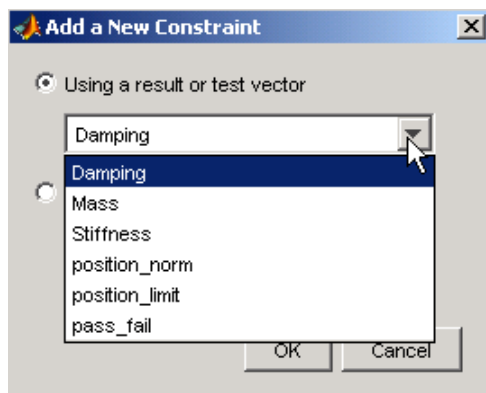 Add a New Constraint
Using a result or test vector
Damping
Damping
Mass
Stiffness
position_norm
position_limit
pass_fail
OK Cancel